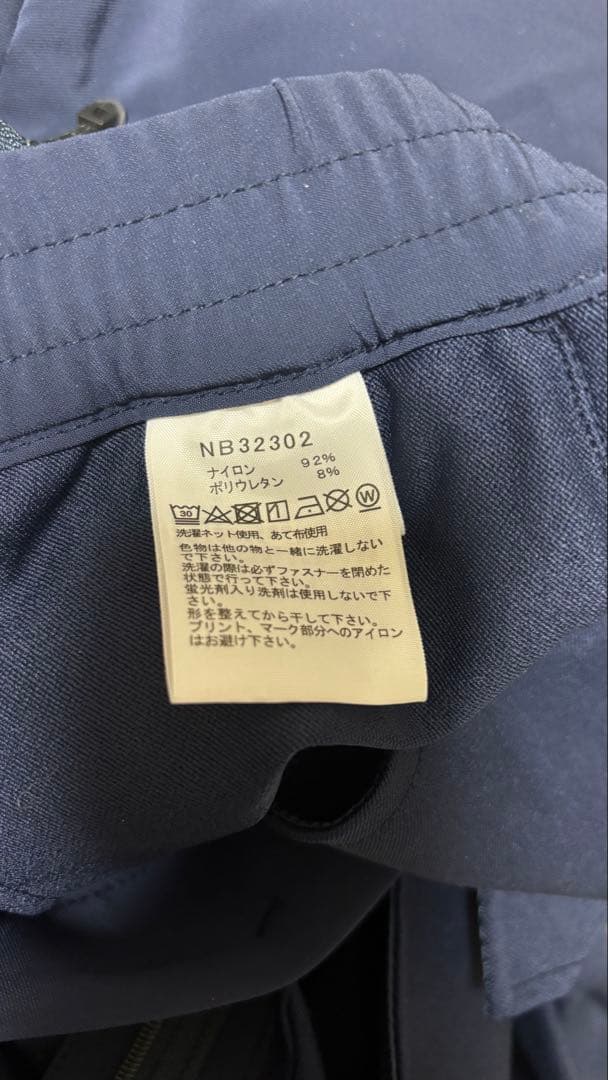 NB32302
ナイロン 92%
ポリウレタン 8%
30 W
洗濯ネット使用、あて布使用
色物は他の物と一緒に洗濯しない
で下さい。
洗濯の際は必ずファスナーを閉めた
状態で行って下さい。
蛍光剤入り洗剤は使用しないで下
さい。
形を整えてから干して下さい。
プリント、マーク部分へのアイロン
はお避け下さい。